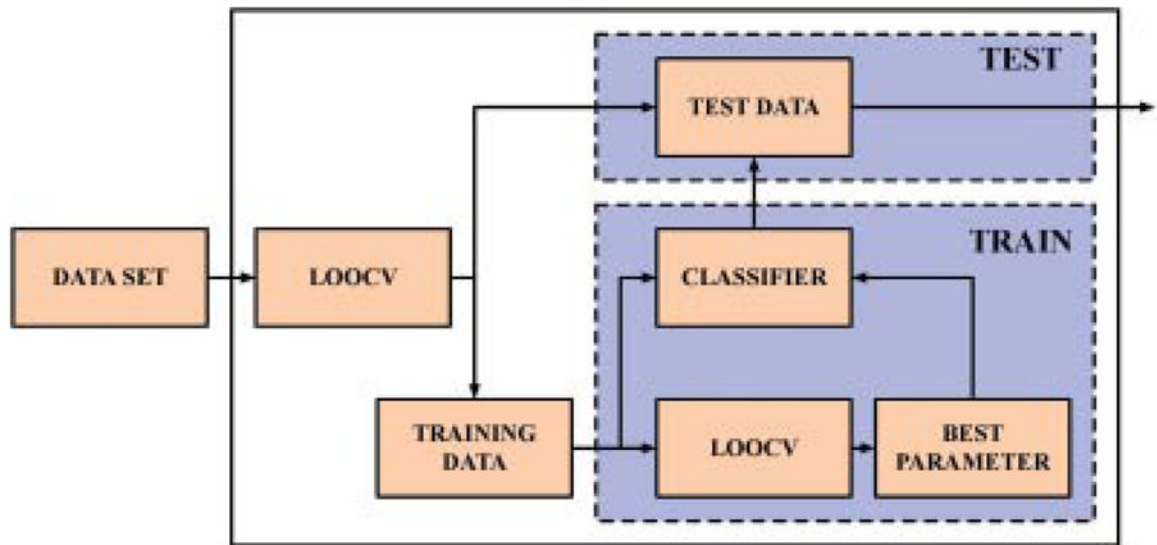 TEST
TEST DATA
TRAIN
DATA SET
LOOCV
CLASSIFIER
TRAINING
DATA
LOOCV
BEST
PARAMETER